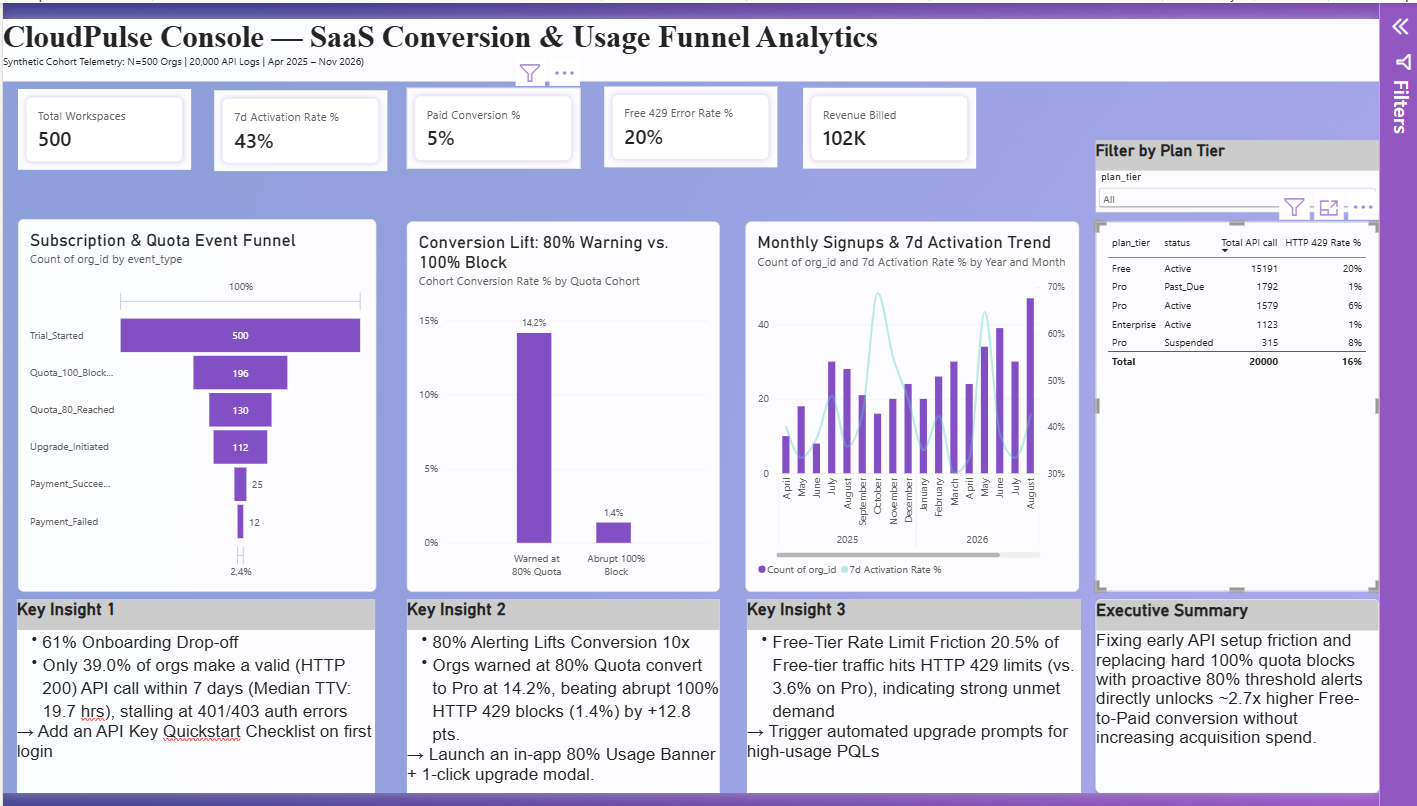 CloudPulse Console — SaaS Conversion & Usage Funnel Analytics
Synthetic Cohort Telemetry: N=500 Orgs | 20,000 API Logs | Apr 2025 – Nov 2026)
Total Workspaces
500
7d Activation Rate %
43%
Paid Conversion %
5%
Free 429 Error Rate %
20%
Revenue Billed
102K
Filters
Filter by Plan Tier
plan_tier
All
Subscription & Quota Event Funnel
Count of org_id by event_type
100%
Trial_Started 500
Quota_100_Block... 196
Quota_80_Reached 130
Upgrade_Initiated 112
Payment_Succee... 25
Payment_Failed 12
2,4%
Conversion Lift: 80% Warning vs.
100% Block
Cohort Conversion Rate % by Quota Cohort
15%
10%
5%
0%
14,2%
1,4%
Warned at
80% Quota
Abrupt 100%
Block
Monthly Signups & 7d Activation Trend
Count of org_id and 7d Activation Rate % by Year and Month
40
20
0
70%
60%
50%
40%
30%
April
May
June
July
August
September
October
November
December
January
February
March
April
May
June
July
August
2025
2026
Count of org_id 7d Activation Rate %
plan_tier status Total API call HTTP 429 Rate %
Free Active 15191 20%
Pro Past_Due 1792 1%
Pro Active 1579 6%
Enterprise Active 1123 1%
Pro Suspended 315 8%
Total 20000 16%
Key Insight 1
• 61% Onboarding Drop-off
• Only 39.0% of orgs make a valid (HTTP
200) API call within 7 days (Median TTV:
19.7 hrs), stalling at 401/403 auth errors
→ Add an API Key Quickstart Checklist on first
login
Key Insight 2
• 80% Alerting Lifts Conversion 10x
• Orgs warned at 80% Quota convert
to Pro at 14.2%, beating abrupt 100%
HTTP 429 blocks (1.4%) by +12.8
pts.
→ Launch an in-app 80% Usage Banner
+ 1-click upgrade modal.
Key Insight 3
• Free-Tier Rate Limit Friction 20.5% of
Free-tier traffic hits HTTP 429 limits (vs.
3.6% on Pro), indicating strong unmet
demand
→ Trigger automated upgrade prompts for
high-usage PQLs
Executive Summary
Fixing early API setup friction and
replacing hard 100% quota blocks
with proactive 80% threshold alerts
directly unlocks ~2.7x higher Free-
to-Paid conversion without
increasing acquisition spend.